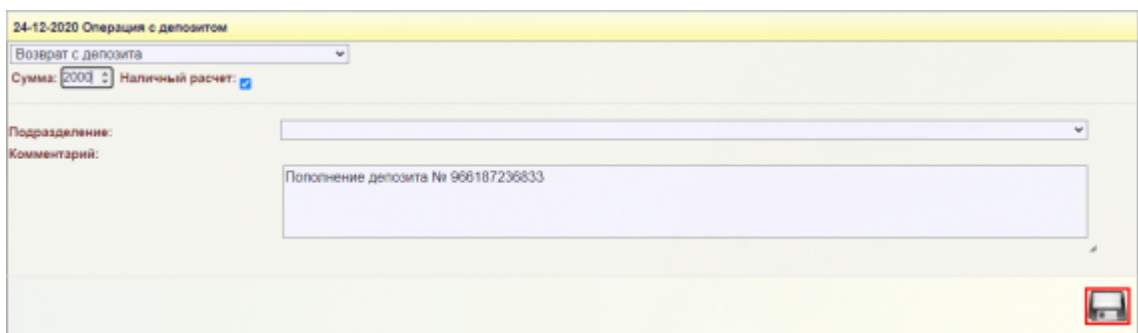 24-12-2020 Операция с депозитом
Возврат с депозита
Сумма: 2000 Наличный расчет:
Подразделение:
Комментарий:
Пополнение депозита № 966187236833